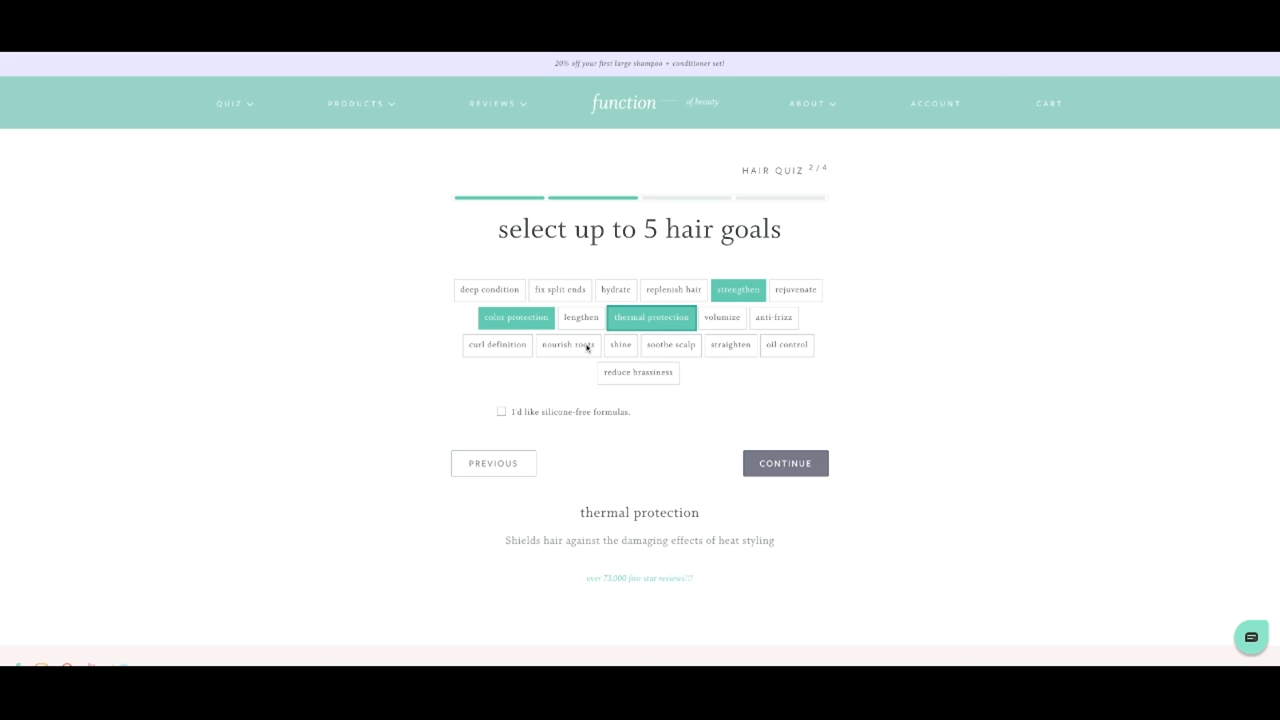 20% off your first large shampoo + conditioner set!
QUIZ PRODUCTS REVIEWS function of beauty ABOUT ACCOUNT CART
HAIR QUIZ 2/4
select up to 5 hair goals
deep condition fix split ends hydrate replenish hair strengthen rejuvenate
color protection lengthen thermal protection volumize anti-frizz
curl definition nourish roots shine soothe scalp straighten oil control
reduce brassiness
I'd like silicone-free formulas.
PREVIOUS CONTINUE
thermal protection
Shields hair against the damaging effects of heat styling
over 73,000 five-star reviews!!!